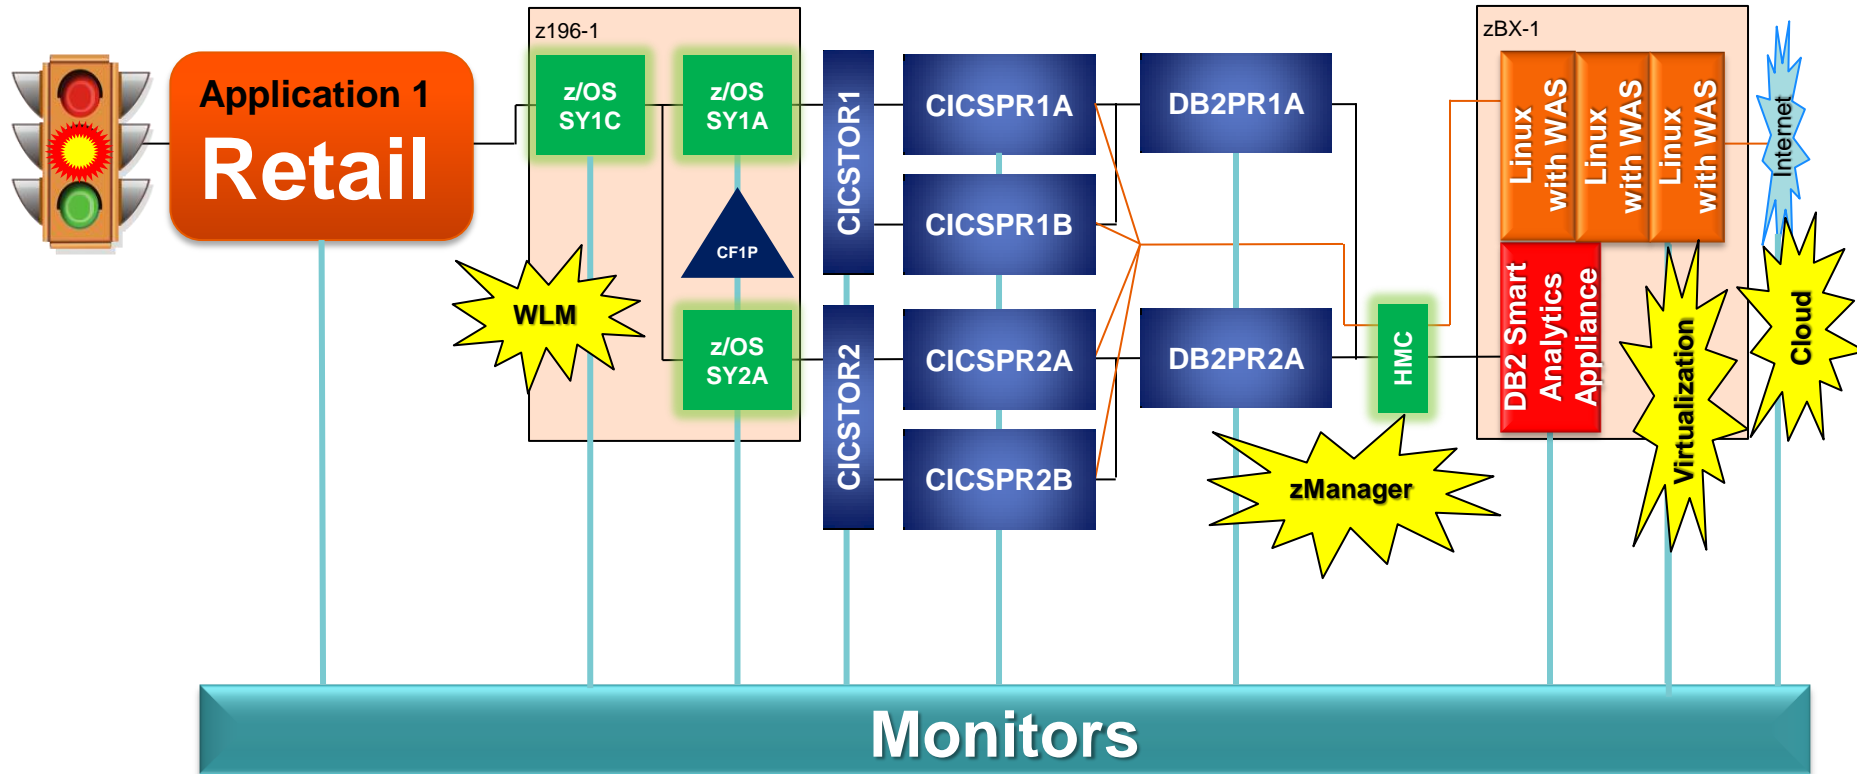 Application 1
Retail
z196-1
z/OS
SY1C
z/OS
SY1A
CF1P
z/OS
SY2A
WLM
CICSTOR1
CICSTOR2
CICSPR1A
CICSPR1B
CICSPR2A
CICSPR2B
DB2PR1A
DB2PR2A
HMC
zManager
zBX-1
Linux
with WAS
Linux
with WAS
Linux
with WAS
DB2 Smart
Analytics
Appliance
Virtualization
Internet
Cloud
Monitors